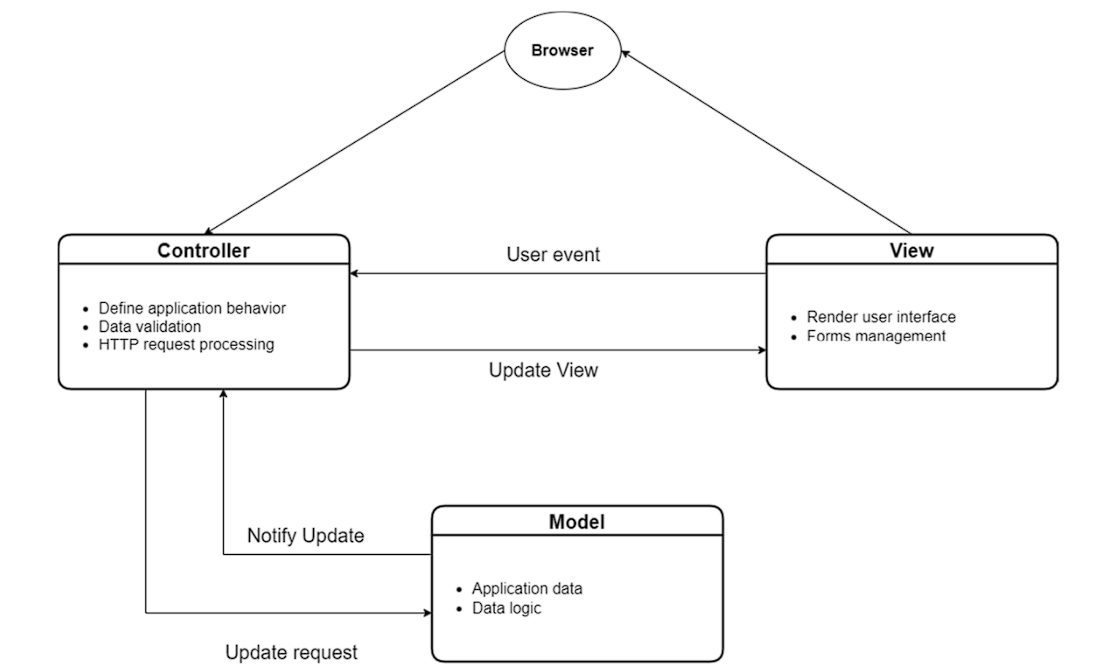 Browser
Controller
• Define application behavior
• Data validation
• HTTP request processing
User event
Update View
View
• Render user interface
• Forms management
Notify Update
Update request
Model
• Application data
• Data logic